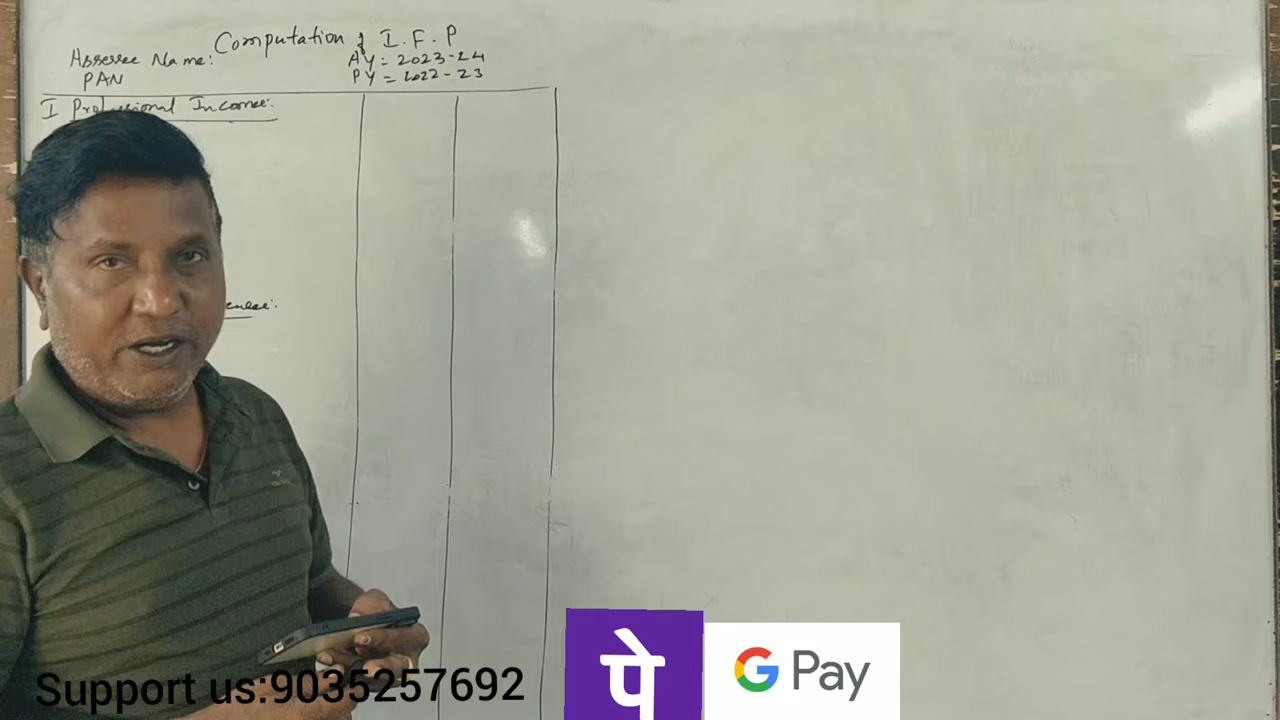 Computation of I. F. P
Assessee Name: AY = 2023-24
PAN PY = 2022-23
I Professional Income:
Support us:9035257692
पे
G Pay